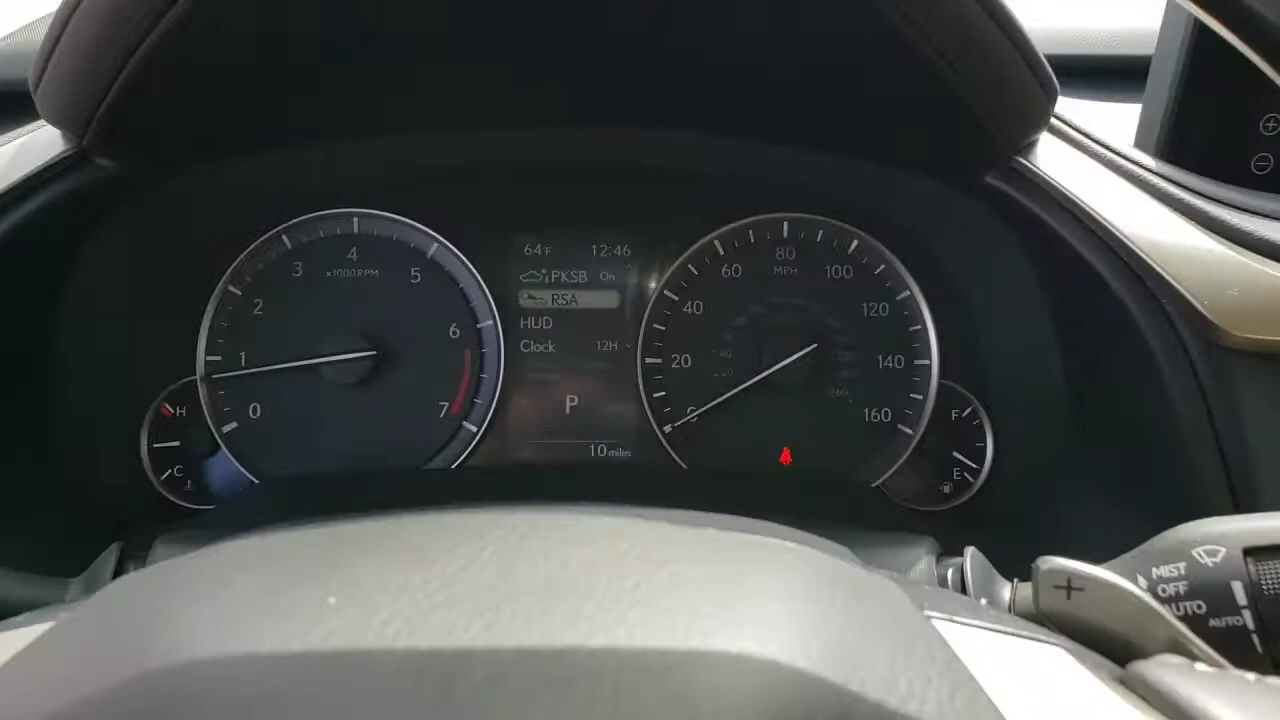 64°F 12:46
PKSB On
RSA
HUD
Clock 12H
P
10 miles
0
1
2
3
4
5
6
7
x1000RPM
H
C
20
40
60
80
100
120
140
160
MPH
F
E
MIST
OFF
AUTO
AUTO
+